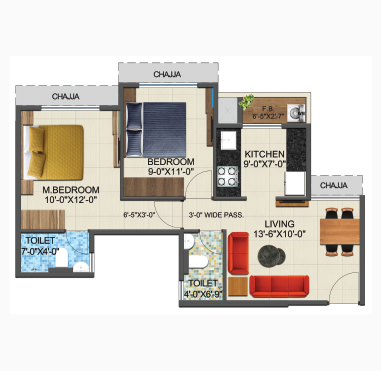 CHAJJA
CHAJJA
F.B.
6'-5"X2'-7"
BEDROOM
9-0"X11'-0"
KITCHEN
9'-0"X7'-0"
M.BEDROOM
10'-0"X12'-0"
CHAJJA
6'-5"X3'-0"
3'-0" WIDE PASS.
LIVING
13'-6"X10'-0"
TOILET
7'-0"X4'-0"
TOILET
4'-0"X6'-9"